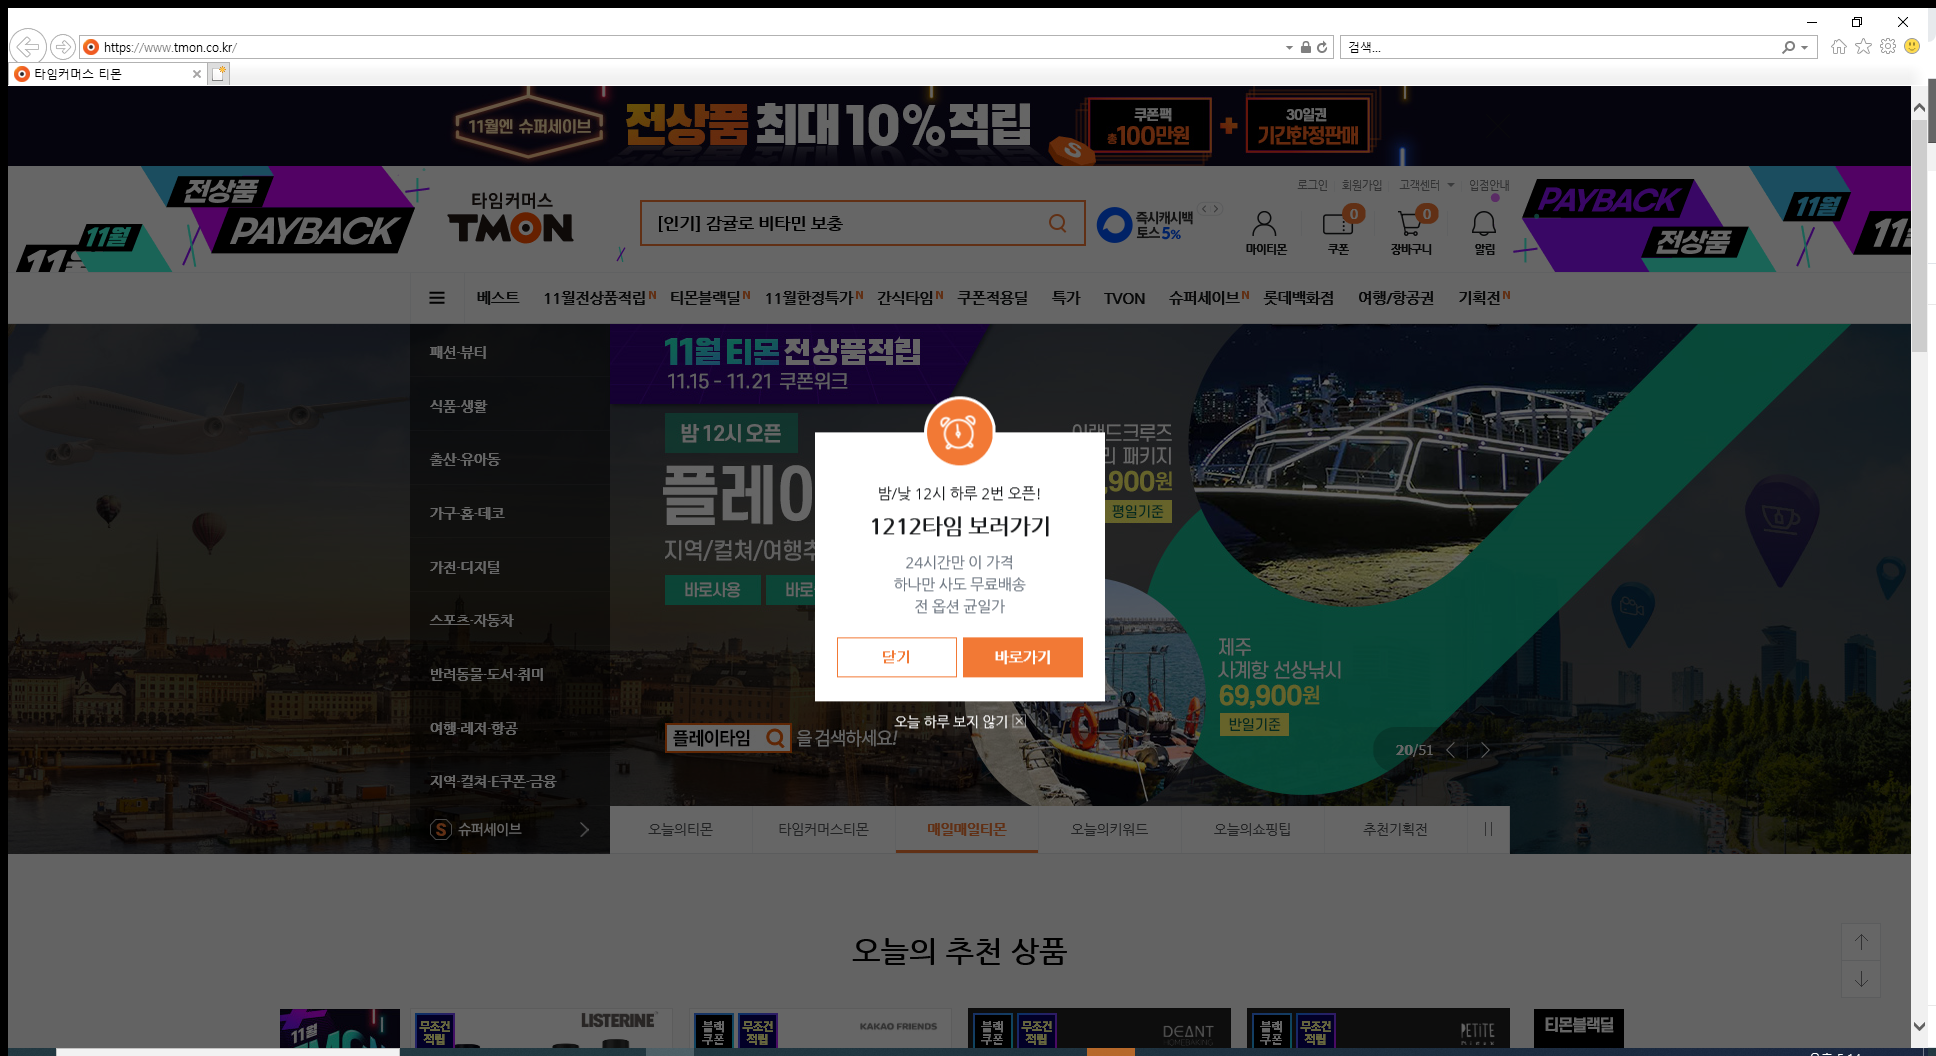 https://www.tmon.co.kr/
검색...
타임커머스 티몬
11월엔 슈퍼세이브
전상품 최대 10% 적립
쿠폰팩
총100만원
30일권
기간한정판매
전상품
PAYBACK
11월
11
타임커머스
TMON
[인기] 감귤로 비타민 보충
즉시캐시백
토스 5%
로그인 회원가입 고객센터 입점안내
마이티몬
0
쿠폰
0
장바구니
알림
PAYBACK
11월
전상품
11
베스트 11월전상품적립N 티몬블랙딜N 11월한정특가N 간식타임N 쿠폰적용딜 특가 TVON 슈퍼세이브N 롯데백화점 여행/항공권 기획전N
패션·뷰티
식품·생활
출산·유아동
가구·홈·데코
가전·디지털
스포츠·자동차
반려동물·도서·취미
여행·레저·항공
지역·컬쳐·E쿠폰·금융
S 슈퍼세이브
11월 티몬 전상품적립
11.15 - 11.21 쿠폰위크
밤 12시 오픈
플레이
지역/컬쳐/여행
바로사용
바로
플레이타임 을 검색하세요!
이랜드크루즈
패키지
,900원
평일기준
제주
사계항 선상낚시
69,900원
반일기준
20/51
밤/낮 12시 하루 2번 오픈!
1212타임 보러가기
24시간만 이 가격
하나만 사도 무료배송
전 옵션 균일가
닫기
바로가기
오늘 하루 보지 않기
오늘의티몬
타임커머스티몬
매일매일티몬
오늘의키워드
오늘의쇼핑팁
추천기획전
오늘의 추천 상품
11월
무조건
적립
LISTERINE
블랙
쿠폰
무조건
적립
KAKAO FRIENDS
블랙
쿠폰
무조건
적립
DEANT
HOMEBAKING
블랙
쿠폰
무조건
적립
PETITE
티몬블랙딜